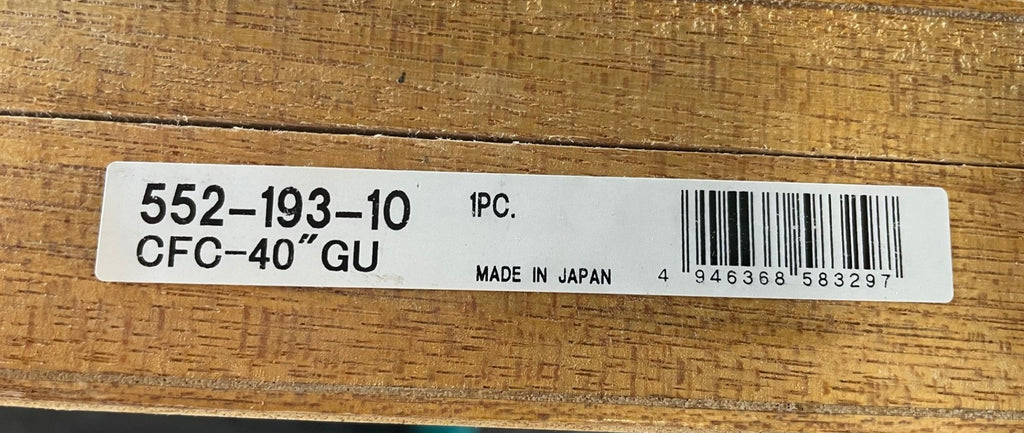 552-193-10
CFC-40″GU
1PC.
MADE IN JAPAN
4 946368 583297